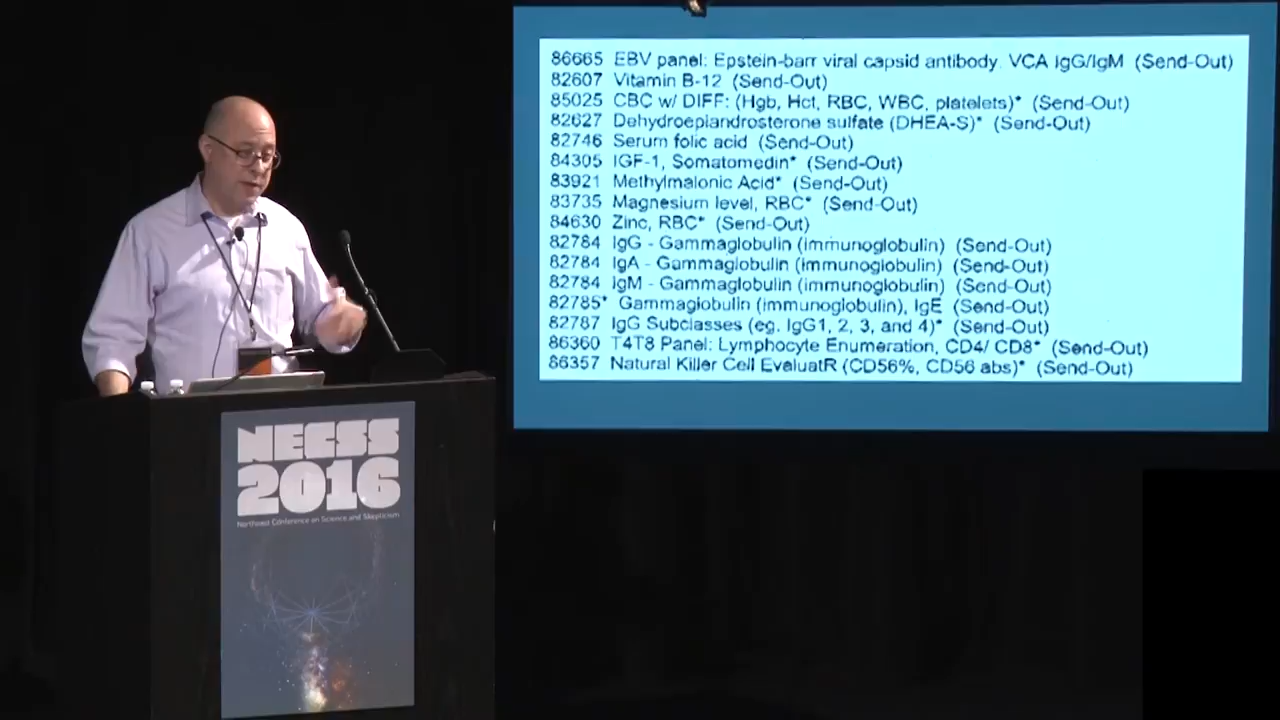 86665 EBV panel: Epstein-barr viral capsid antibody. VCA IgG/IgM (Send-Out)
82607 Vitamin B-12 (Send-Out)
85025 CBC w/ DIFF: (Hgb, Hct, RBC, WBC, platelets)* (Send-Out)
82627 Dehydroepiandrosterone sulfate (DHEA-S)* (Send-Out)
82746 Serum folic acid (Send-Out)
84305 IGF-1, Somatomedin* (Send-Out)
83921 Methylmalonic Acid* (Send-Out)
83735 Magnesium level, RBC* (Send-Out)
84630 Zinc, RBC* (Send-Out)
82784 IgG - Gammaglobulin (immunoglobulin) (Send-Out)
82784 IgA - Gammaglobulin (immunoglobulin) (Send-Out)
82784 IgM - Gammaglobulin (immunoglobulin) (Send-Out)
82785* Gammaglobulin (immunoglobulin), IgE (Send-Out)
82787 IgG Subclasses (eg. IgG1, 2, 3, and 4)* (Send-Out)
86360 T4T8 Panel: Lymphocyte Enumeration, CD4/ CD8* (Send-Out)
86357 Natural Killer Cell EvaluatR (CD56%, CD56 abs)* (Send-Out)
NECSS
2016
Northeast Conference on Science and Skepticism